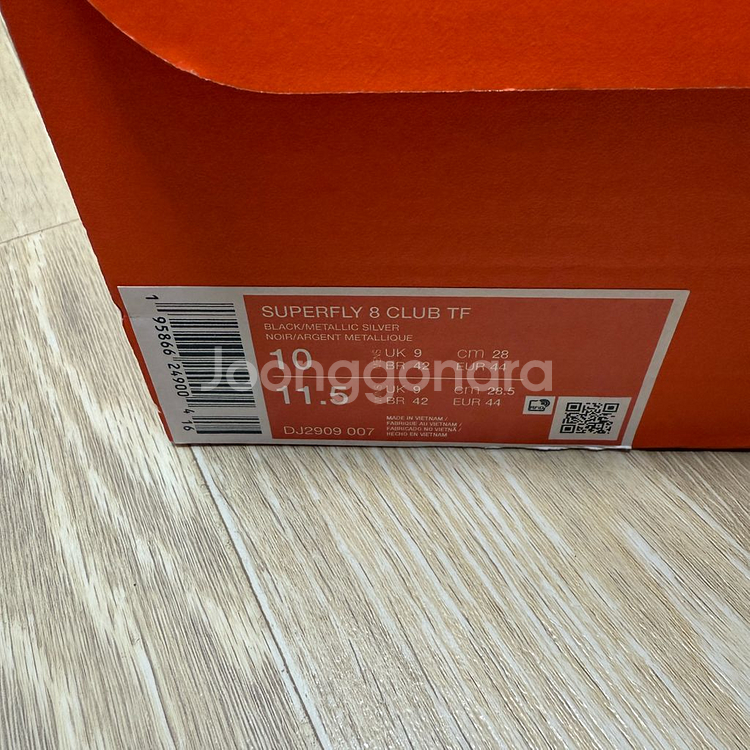 SUPERFLY 8 CLUB TF
BLACK/METALLIC SILVER
NOIR/ARGENT METALLIQUE
10 UK 9 cm 28
BR 42 EUR 44
Joonggonara
11.5 UK 9 cm 28.5
BR 42 EUR 44
DJ2909 007
MADE IN VIETNAM /
FABRIQUE AU VIETNAM /
FABRICADO NO VIETNÃ /
HECHO EN VIETNAM
1 95866 24900 4 16